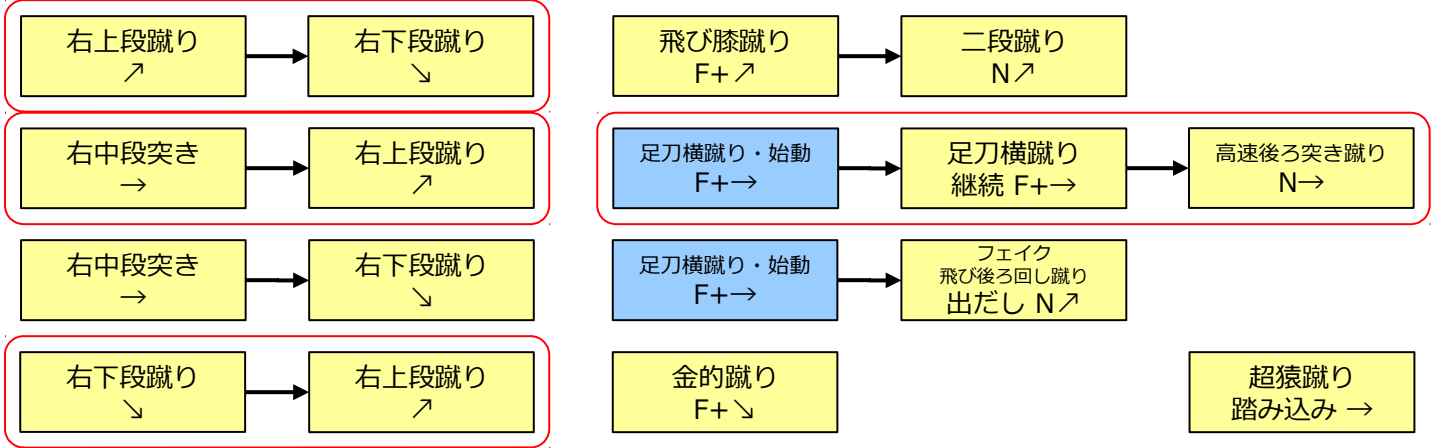 右上段蹴り
↗
右下段蹴り
↘
飛び膝蹴り
F+↗
二段蹴り
N↗
右中段突き
→
右上段蹴り
↗
足刀横蹴り・始動
F+→
足刀横蹴り
継続 F+→
高速後ろ突き蹴り
N→
右中段突き
→
右下段蹴り
↘
足刀横蹴り・始動
F+→
フェイク
飛び後ろ回し蹴り
出だし N↗
右下段蹴り
↘
右上段蹴り
↗
金的蹴り
F+↘
超猿蹴り
踏み込み →